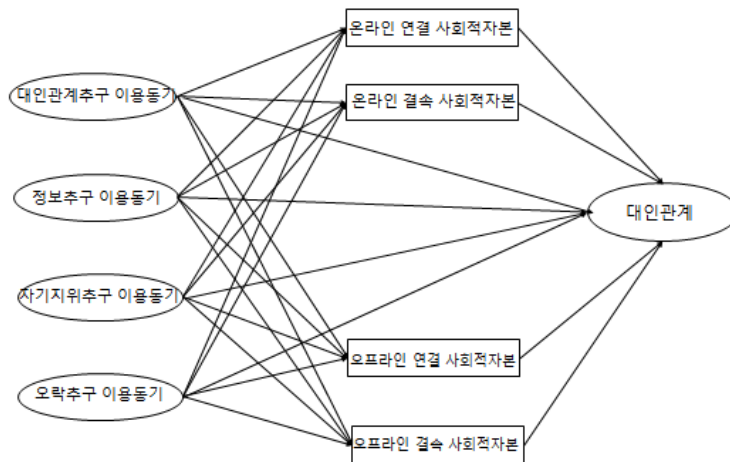 온라인 연결 사회적자본
대인관계추구 이용동기
온라인 결속 사회적자본
정보추구 이용동기
대인관계
자기지위추구 이용동기
오프라인 연결 사회적자본
오락추구 이용동기
오프라인 결속 사회적자본